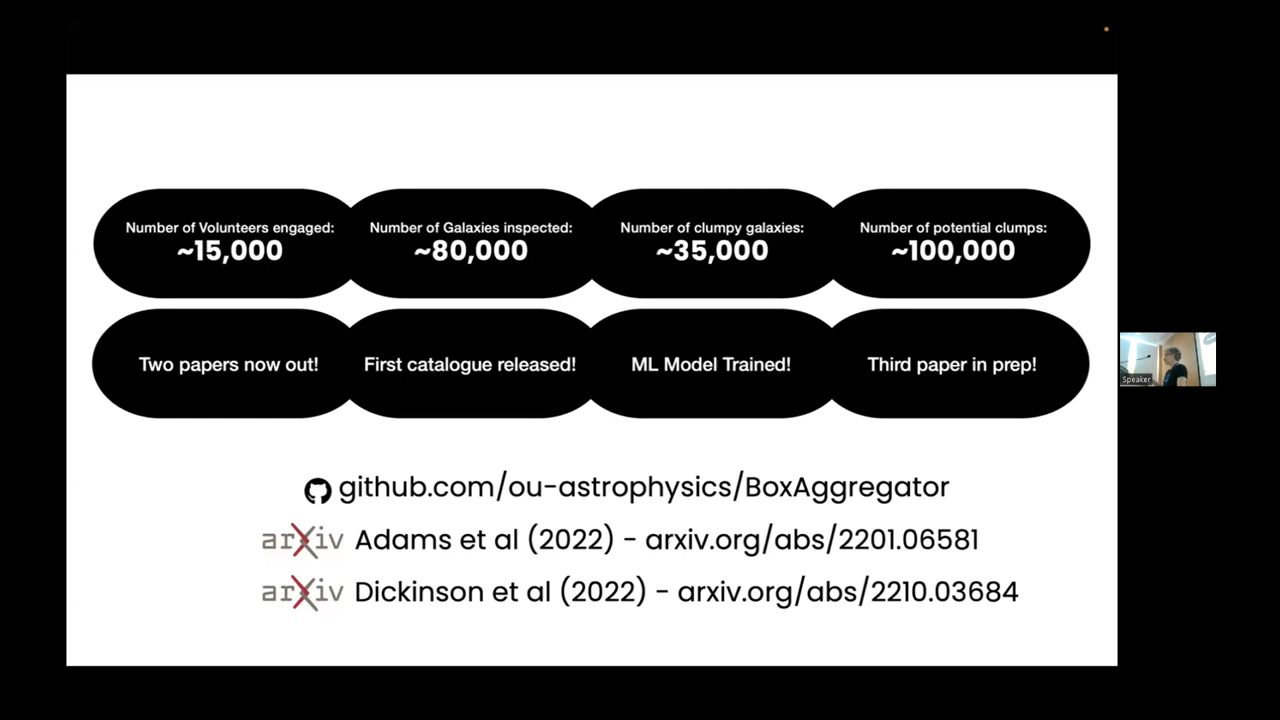 Number of Volunteers engaged:
~15,000
Number of Galaxies inspected:
~80,000
Number of clumpy galaxies:
~35,000
Number of potential clumps:
~100,000
Two papers now out!
First catalogue released!
ML Model Trained!
Third paper in prep!
Speaker
github.com/ou-astrophysics/BoxAggregator
arXiv Adams et al (2022) - arxiv.org/abs/2201.06581
arXiv Dickinson et al (2022) - arxiv.org/abs/2210.03684